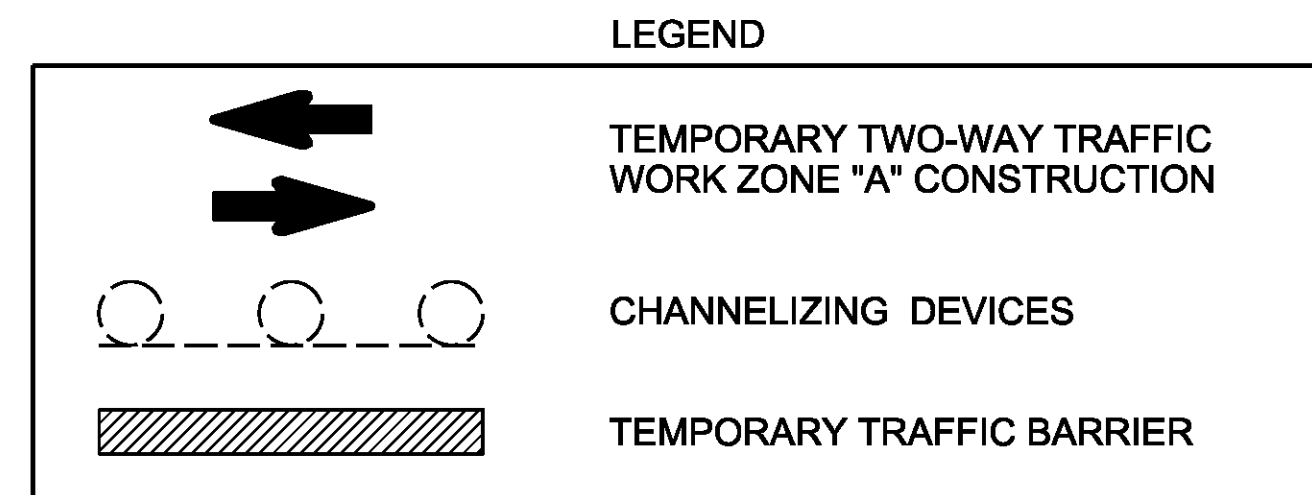 LEGEND
TEMPORARY TWO-WAY TRAFFIC
WORK ZONE "A" CONSTRUCTION
CHANNELIZING DEVICES
TEMPORARY TRAFFIC BARRIER